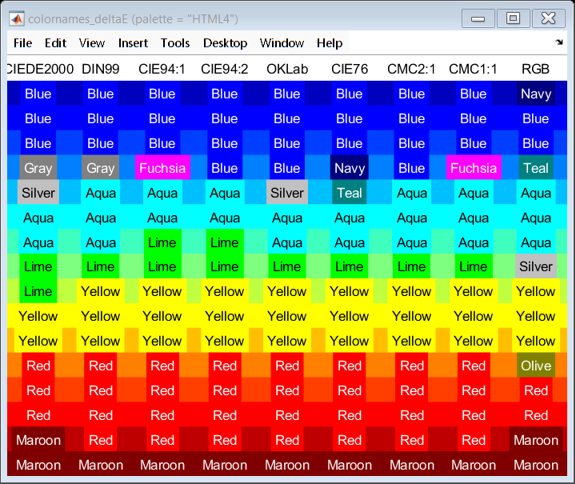 colornames_deltaE (palette = "HTML4")
File Edit View Insert Tools Desktop Window Help
CIEDE2000 DIN99 CIE94:1 CIE94:2 OKLab CIE76 CMC2:1 CMC1:1 RGB
Blue Blue Blue Blue Blue Blue Blue Blue Navy
Blue Blue Blue Blue Blue Blue Blue Blue Blue
Blue Blue Blue Blue Blue Blue Blue Blue Blue
Gray Gray Fuchsia Blue Blue Navy Blue Fuchsia Teal
Silver Aqua Aqua Aqua Silver Teal Aqua Aqua Aqua
Aqua Aqua Aqua Aqua Aqua Aqua Aqua Aqua Aqua
Aqua Aqua Lime Lime Aqua Aqua Aqua Aqua Aqua
Lime Lime Lime Lime Lime Lime Lime Lime Silver
Lime Yellow Yellow Yellow Yellow Yellow Yellow Yellow Yellow
Yellow Yellow Yellow Yellow Yellow Yellow Yellow Yellow Yellow
Yellow Yellow Yellow Yellow Yellow Yellow Yellow Yellow Yellow
Red Red Red Red Red Red Red Red Olive
Red Red Red Red Red Red Red Red Red
Red Red Red Red Red Red Red Red Red
Maroon Red Red Red Red Red Red Red Maroon
Maroon Maroon Maroon Maroon Maroon Maroon Maroon Maroon Maroon